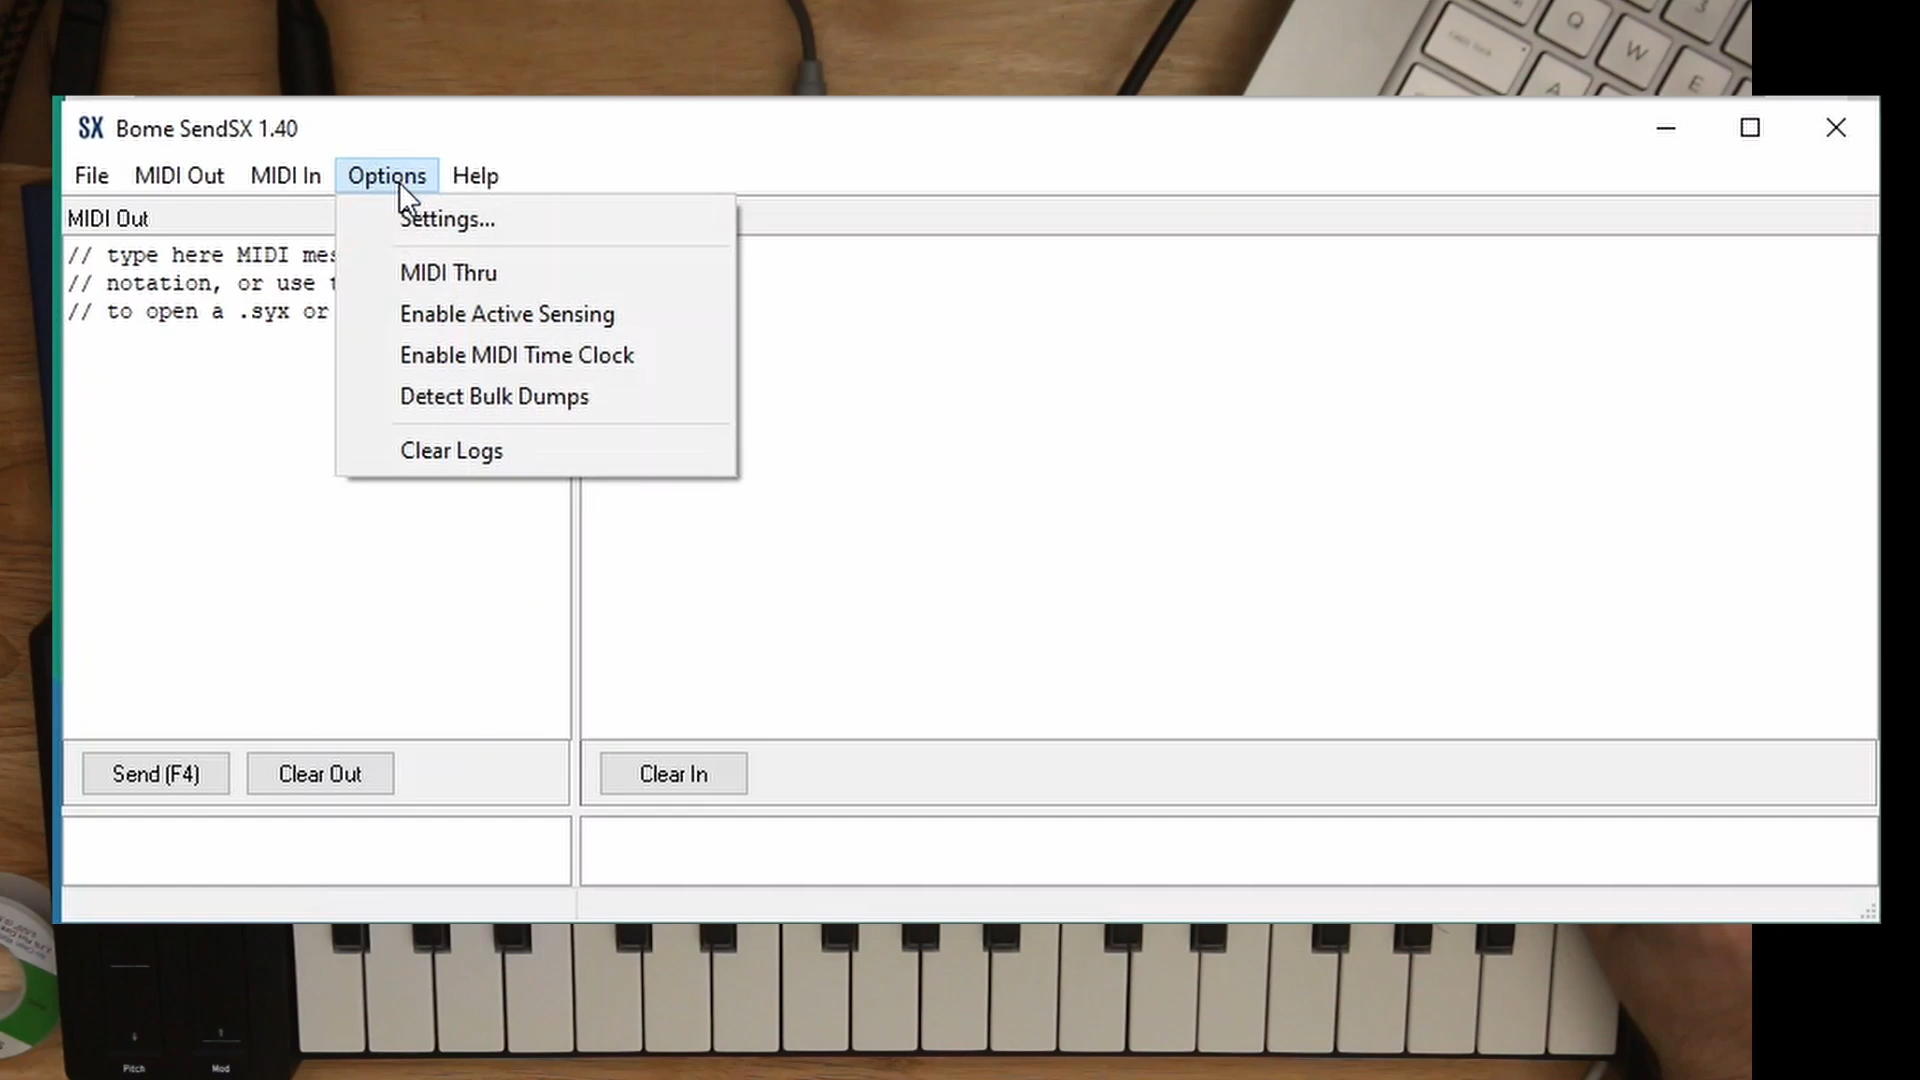 Q
W
E
A
3
SX Bome SendSX 1.40
File MIDI Out MIDI In Options Help
MIDI Out
// type here MIDI mes
// notation, or use t
// to open a .syx or
Settings...
MIDI Thru
Enable Active Sensing
Enable MIDI Time Clock
Detect Bulk Dumps
Clear Logs
Send (F4) Clear Out Clear In
Pitch Mod